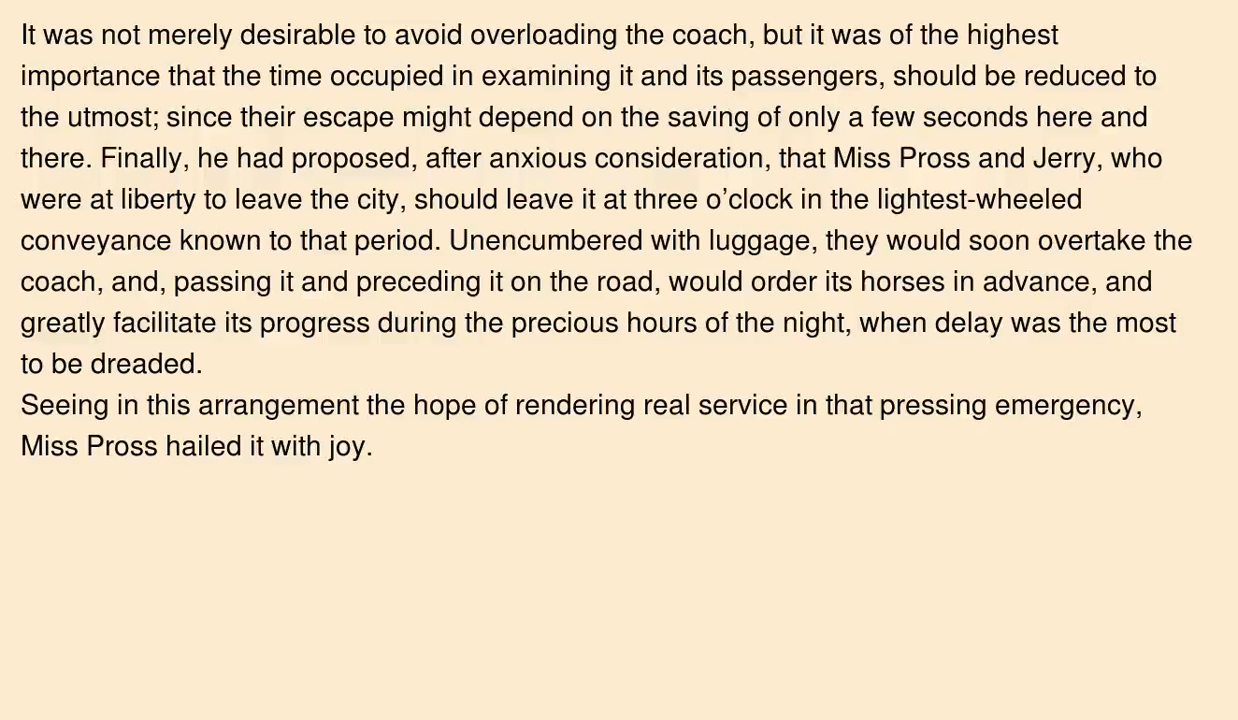 It was not merely desirable to avoid overloading the coach, but it was of the highest
importance that the time occupied in examining it and its passengers, should be reduced to
the utmost; since their escape might depend on the saving of only a few seconds here and
there. Finally, he had proposed, after anxious consideration, that Miss Pross and Jerry, who
were at liberty to leave the city, should leave it at three o’clock in the lightest-wheeled
conveyance known to that period. Unencumbered with luggage, they would soon overtake the
coach, and, passing it and preceding it on the road, would order its horses in advance, and
greatly facilitate its progress during the precious hours of the night, when delay was the most
to be dreaded.
Seeing in this arrangement the hope of rendering real service in that pressing emergency,
Miss Pross hailed it with joy.